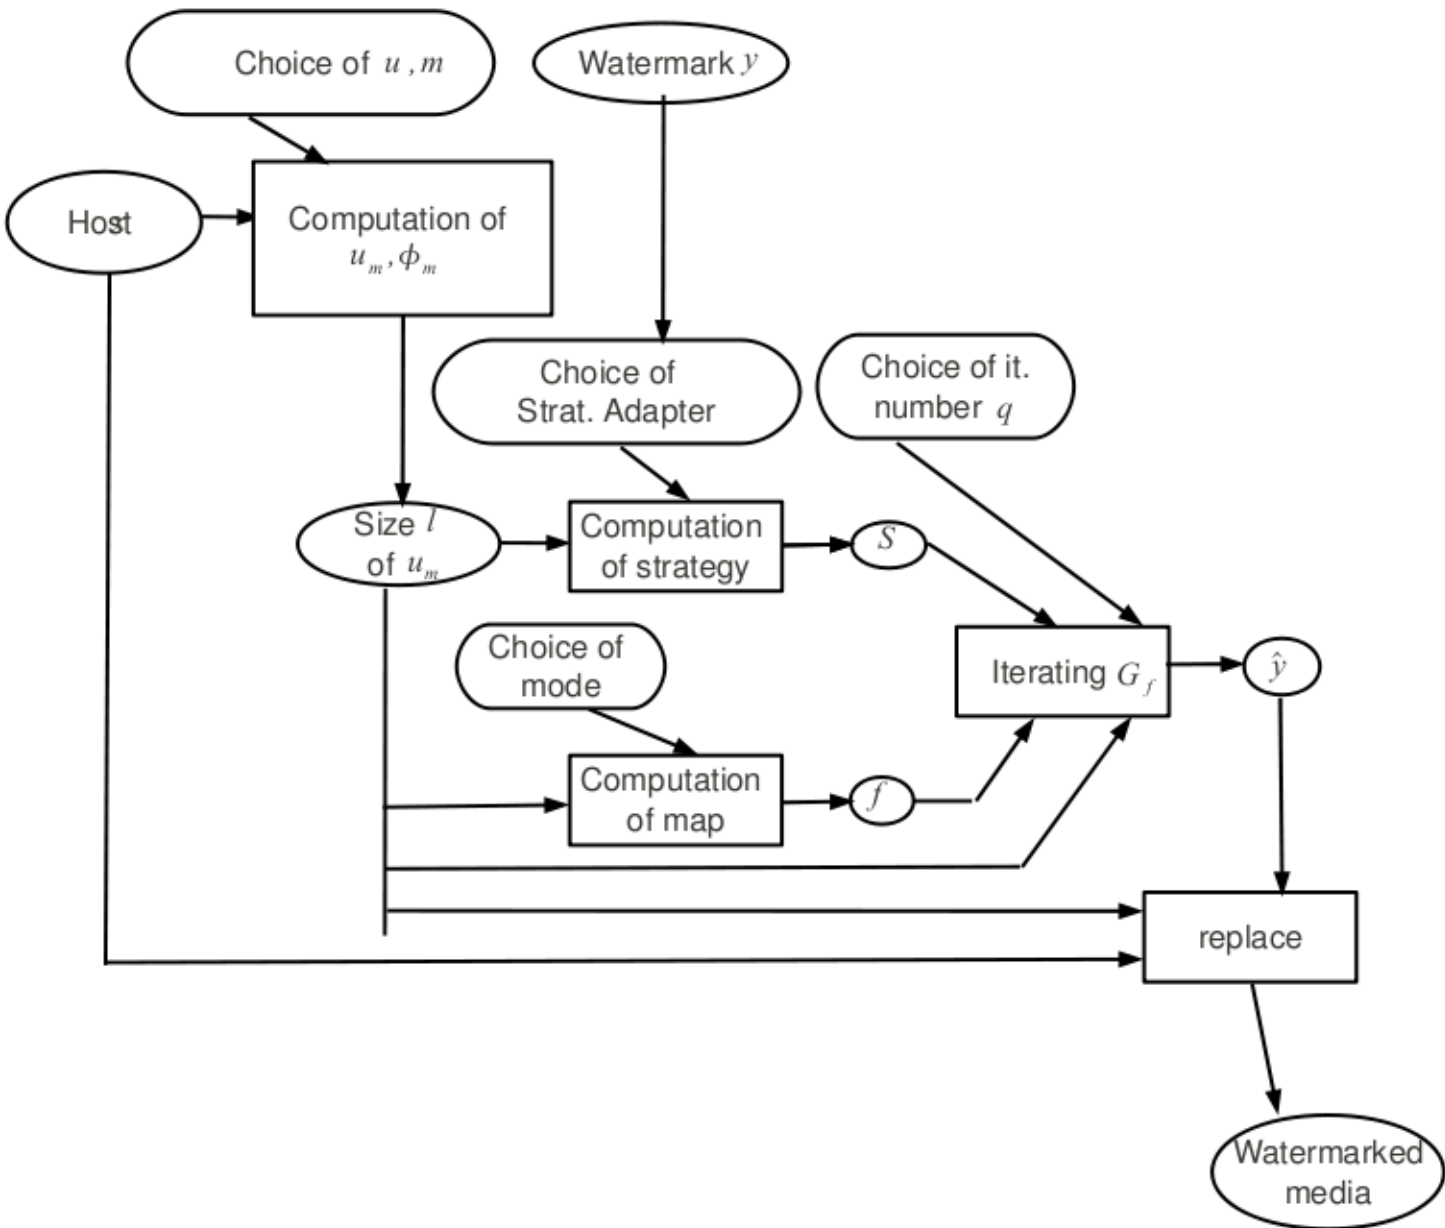 Choice of u , m
Watermark y
Host
Computation of
u_m , ϕ_m
Choice of
Strat. Adapter
Choice of it.
number q
Size l
of u_m
Computation
of strategy
S
Choice of
mode
Iterating G_f
ŷ
Computation
of map
f
replace
Watermarked
media